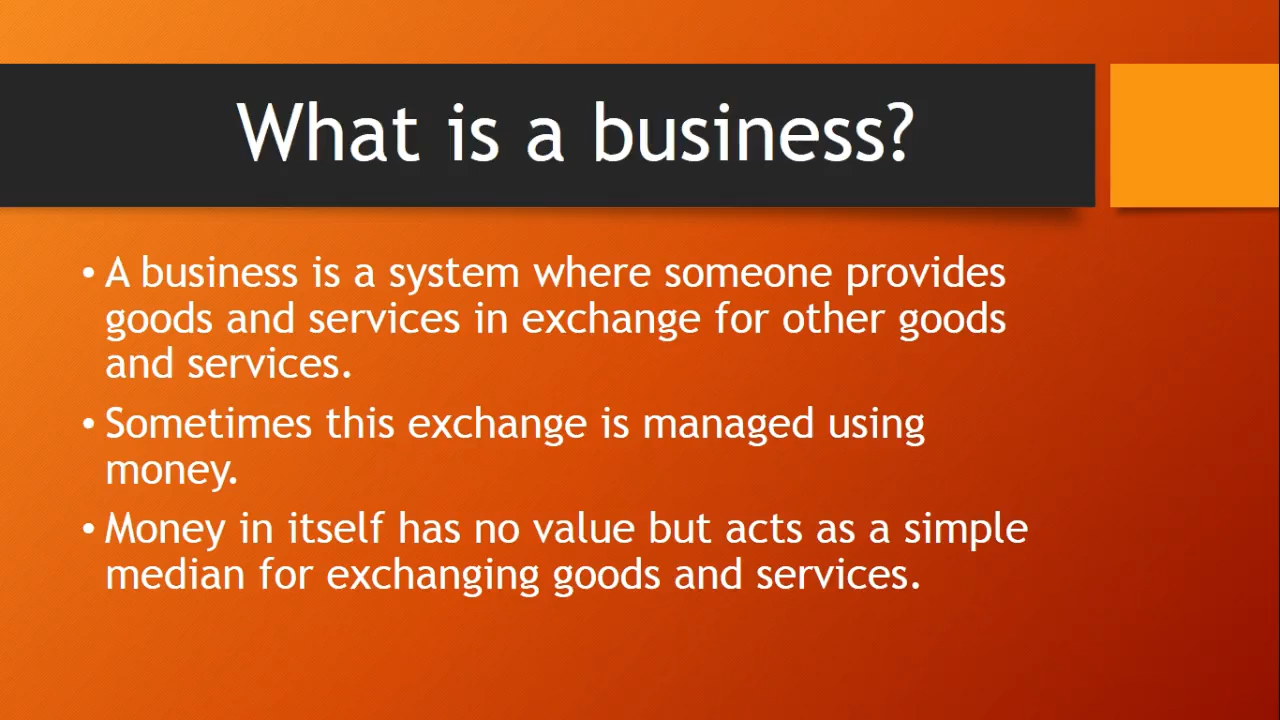 What is a business?
• A business is a system where someone provides
goods and services in exchange for other goods
and services.
• Sometimes this exchange is managed using
money.
• Money in itself has no value but acts as a simple
median for exchanging goods and services.